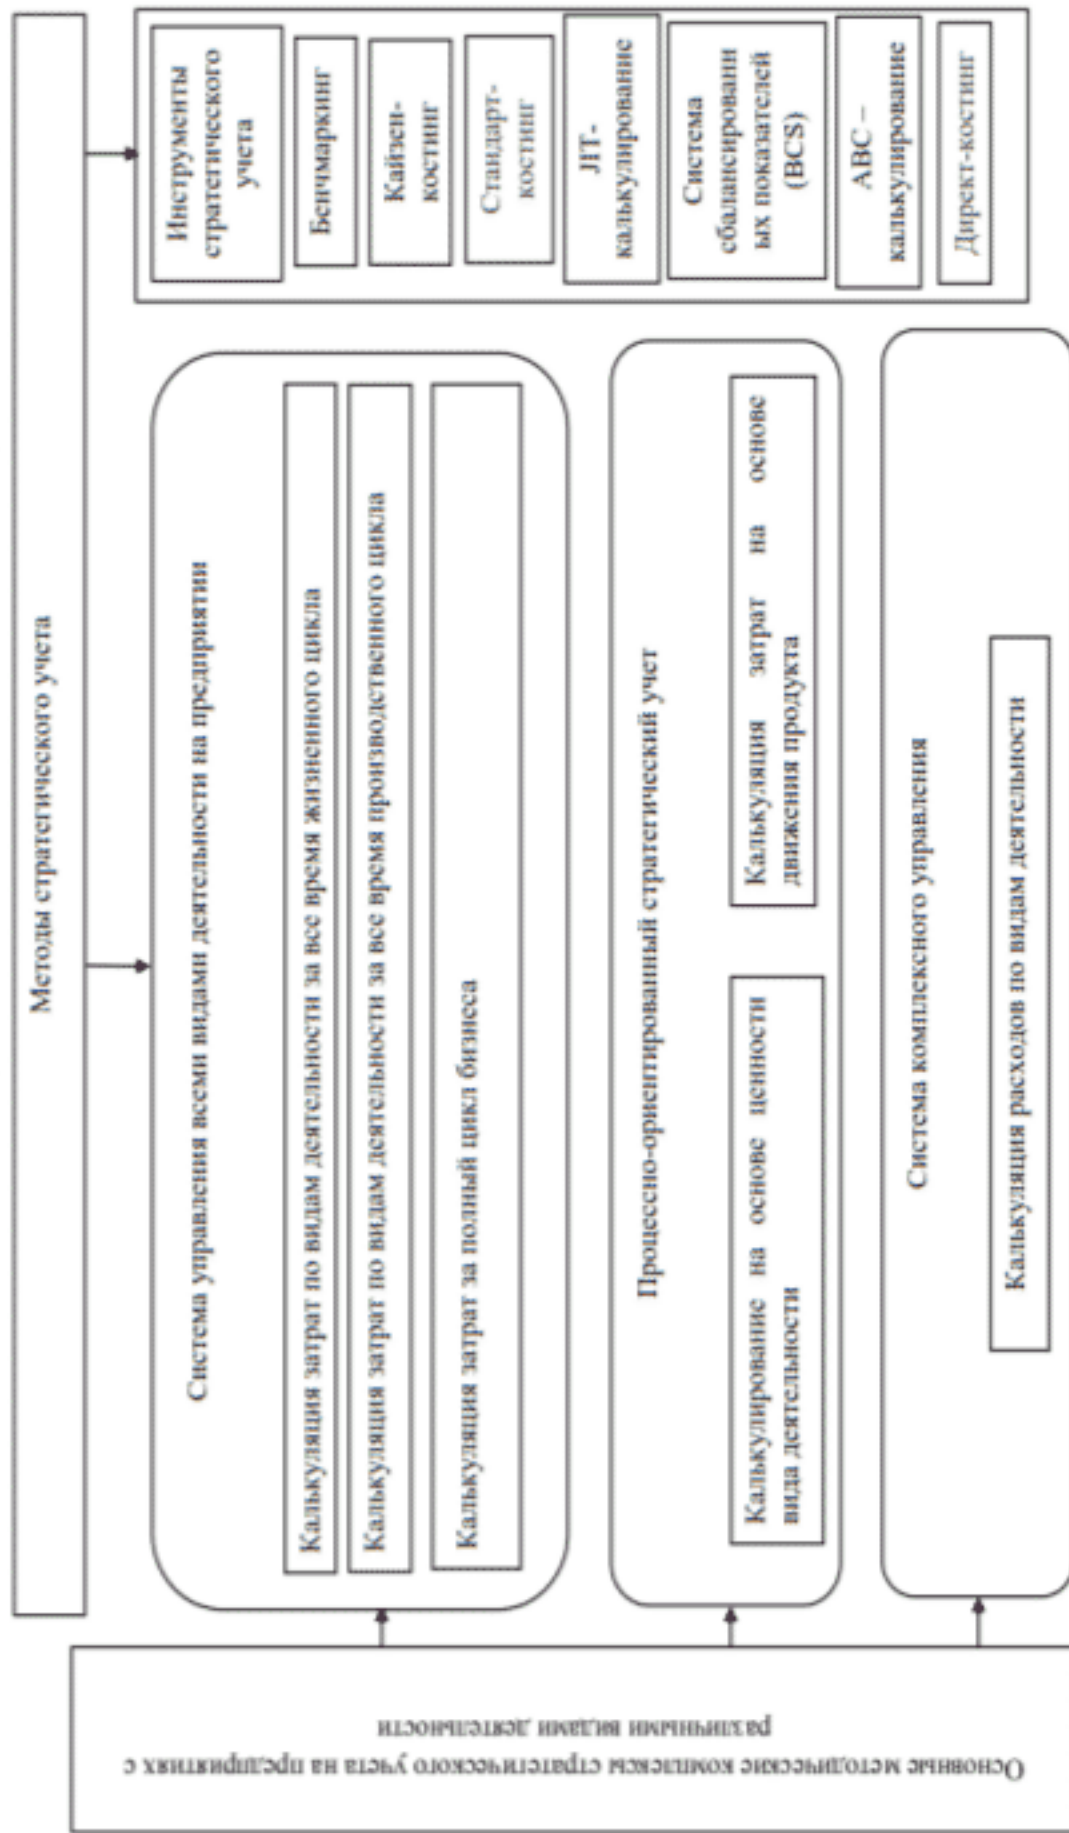 Методы стратегического учета
Основные методические комплексы стратегического учета на предприятиях с
различными видами деятельности
Система управления всеми видами деятельности на предприятии
Калькуляция затрат по видам деятельности за все время жизненного цикла
Калькуляция затрат по видам деятельности за все время производственного цикла
Калькуляция затрат за полный цикл бизнеса
Процессно-ориентированный стратегический учет
Калькулирование на основе ценности
вида деятельности
Калькуляция затрат на основе
движения продукта
Система комплексного управления
Калькуляция расходов по видам деятельности
Инструменты
стратегического
учета
Бенчмаркинг
Кайзен-
костинг
Стандарт-
костинг
JIT-
калькулирование
Система
сбалансированн
ых показателей
(BCS)
АВС –
калькулирование
Директ-костинг